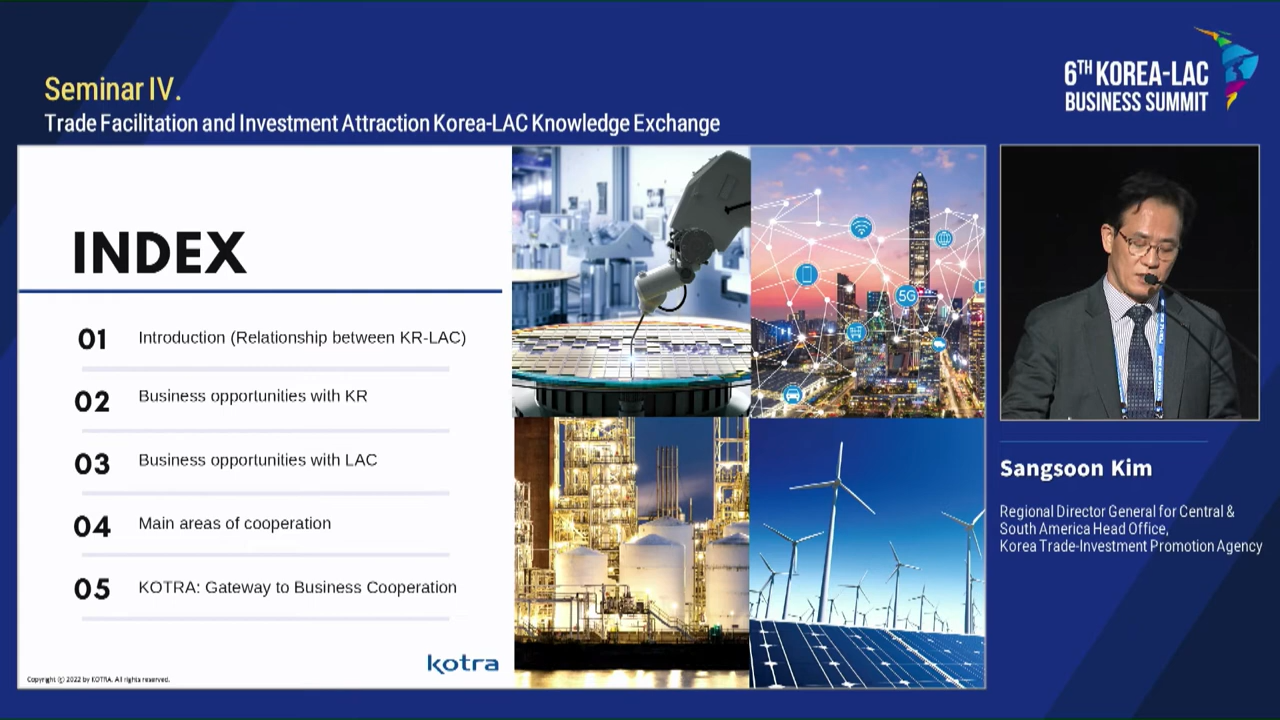 Seminar IV.
Trade Facilitation and Investment Attraction Korea-LAC Knowledge Exchange
6TH KOREA-LAC
BUSINESS SUMMIT
INDEX
01 Introduction (Relationship between KR-LAC)
02 Business opportunities with KR
03 Business opportunities with LAC
04 Main areas of cooperation
05 KOTRA: Gateway to Business Cooperation
kotra
Copyright ⓒ 2022 by KOTRA. All rights reserved.
5G
P
Sangsoon Kim
Regional Director General for Central &
South America Head Office,
Korea Trade-Investment Promotion Agency